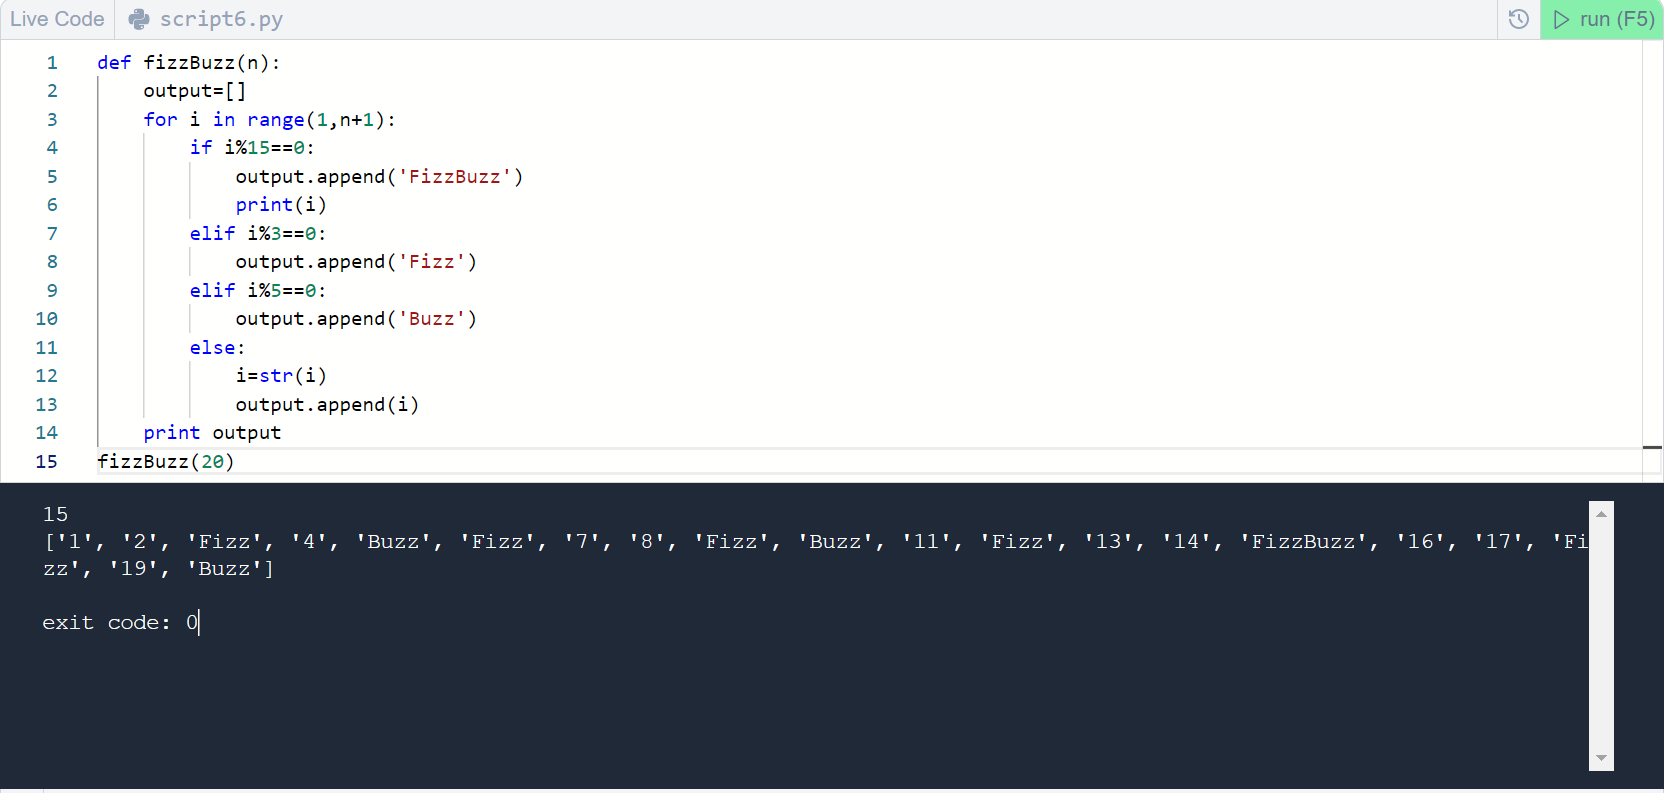 Live Code script6.py run (F5)
1 def fizzBuzz(n):
2     output=[]
3     for i in range(1,n+1):
4         if i%15==0:
5             output.append('FizzBuzz')
6             print(i)
7         elif i%3==0:
8             output.append('Fizz')
9         elif i%5==0:
10             output.append('Buzz')
11         else:
12             i=str(i)
13             output.append(i)
14     print output
15 fizzBuzz(20)
15
['1', '2', 'Fizz', '4', 'Buzz', 'Fizz', '7', '8', 'Fizz', 'Buzz', '11', 'Fizz', '13', '14', 'FizzBuzz', '16', '17', 'Fi
zz', '19', 'Buzz']
exit code: 0